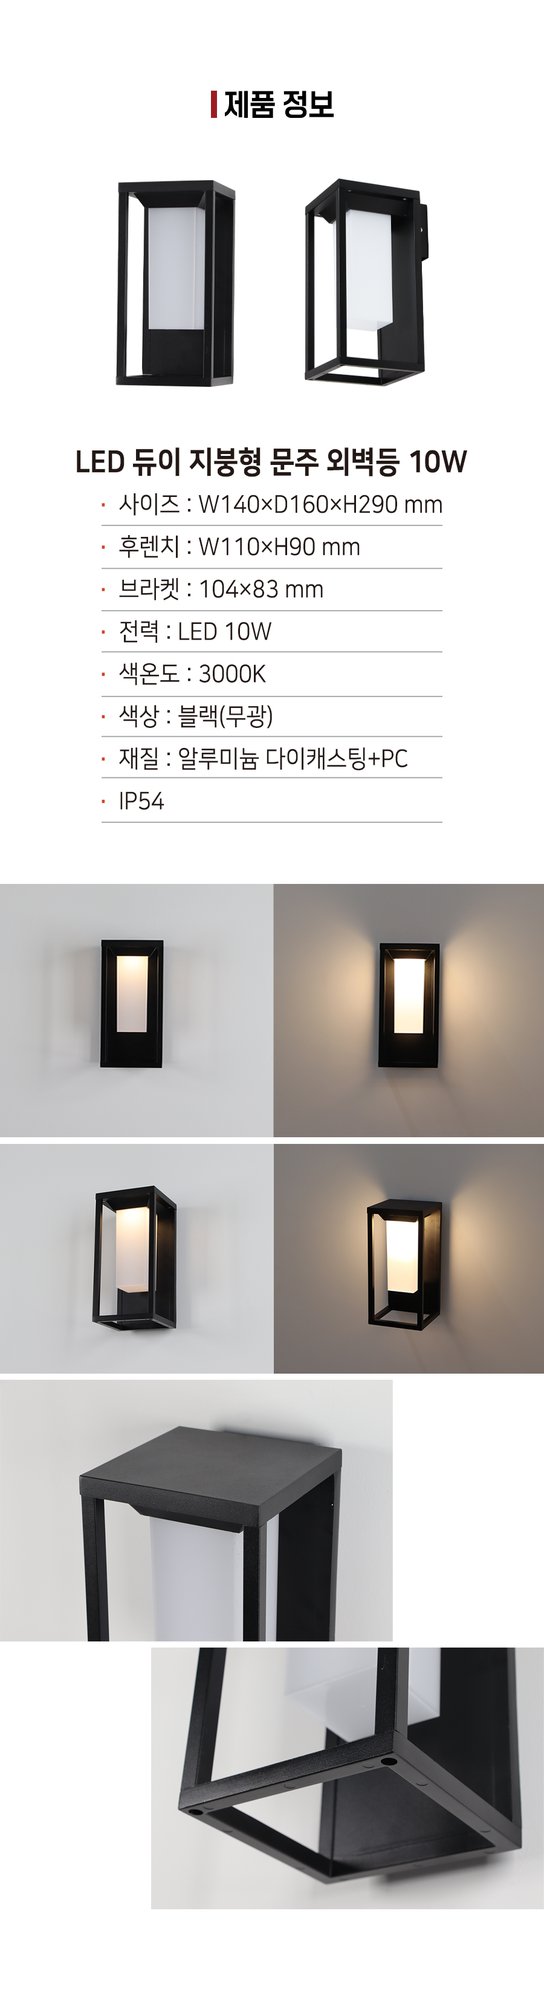 제품 정보
LED 듀이 지붕형 문주 외벽등 10W
· 사이즈 : W140×D160×H290 mm
· 후렌치 : W110×H90 mm
· 브라켓 : 104×83 mm
· 전력 : LED 10W
· 색온도 : 3000K
· 색상 : 블랙(무광)
· 재질 : 알루미늄 다이캐스팅+PC
· IP54